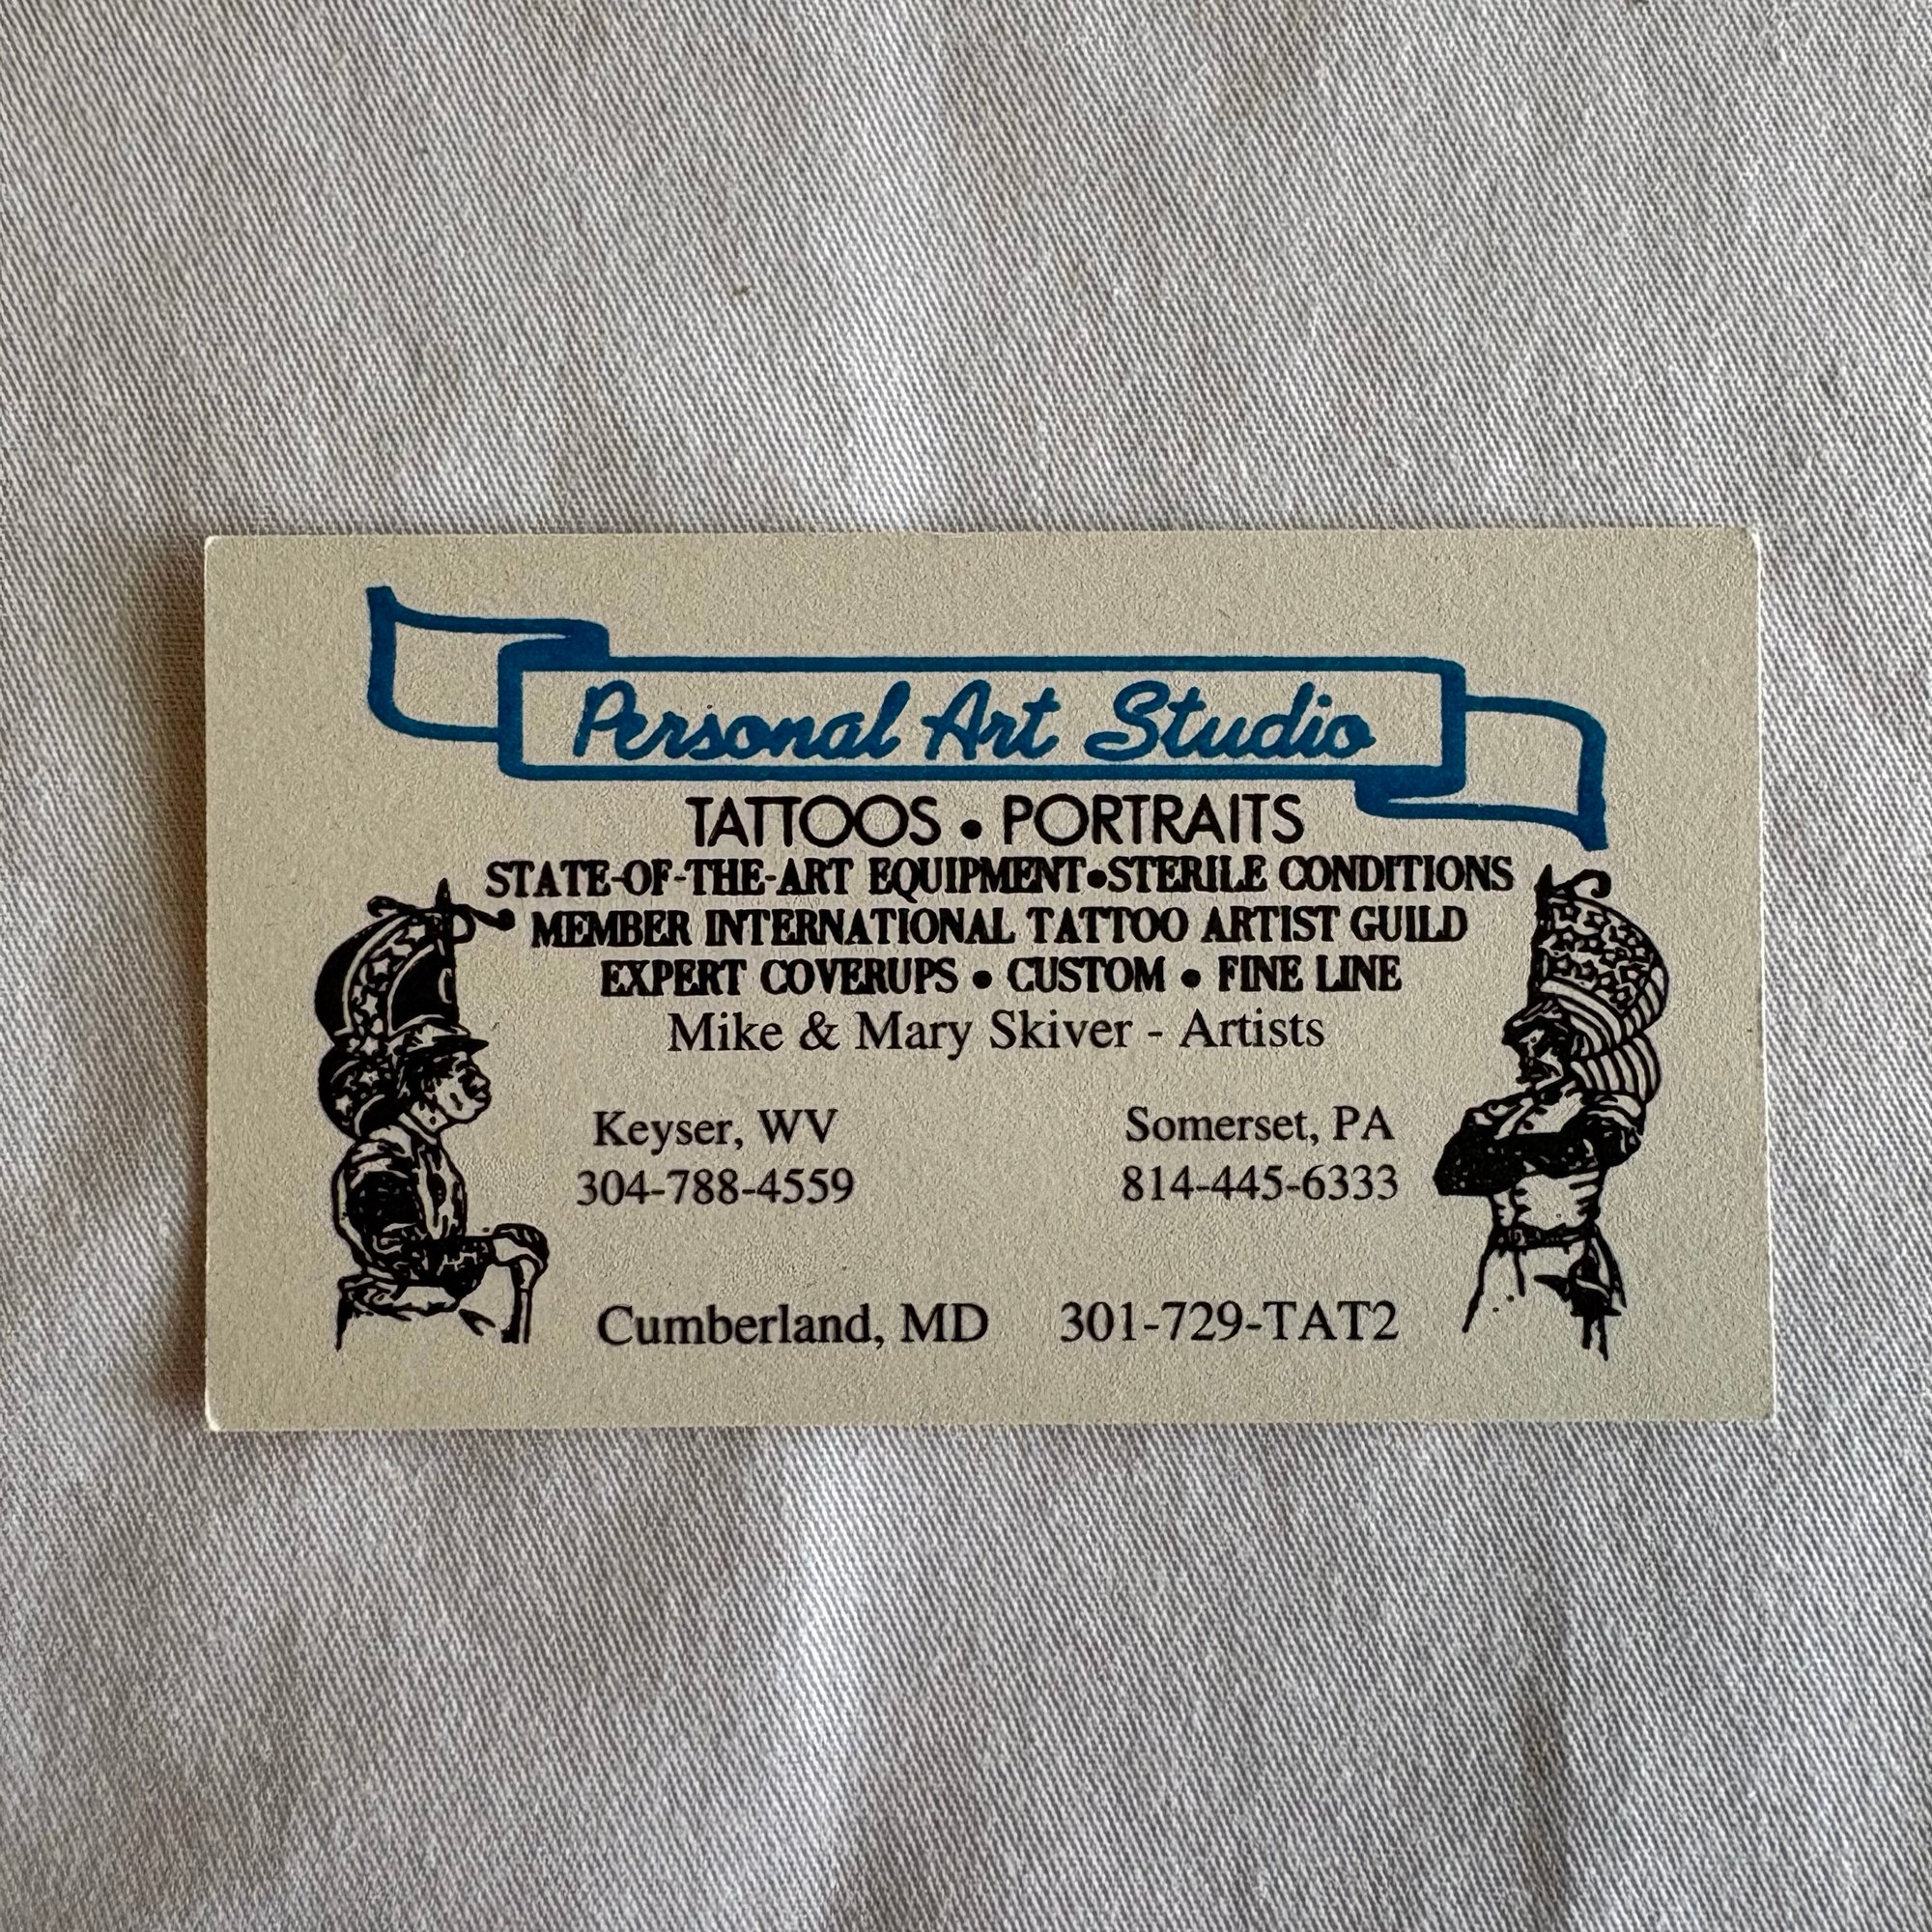 Personal Art Studio
TATTOOS • PORTRAITS
STATE-OF-THE-ART EQUIPMENT•STERILE CONDITIONS
MEMBER INTERNATIONAL TATTOO ARTIST GUILD
EXPERT COVERUPS • CUSTOM • FINE LINE
Mike & Mary Skiver - Artists
Keyser, WV
304-788-4559
Somerset, PA
814-445-6333
Cumberland, MD 301-729-TAT2